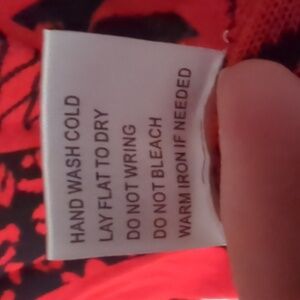 HAND WASH COLD
LAY FLAT TO DRY
DO NOT WRING
DO NOT BLEACH
WARM IRON IF NEEDED